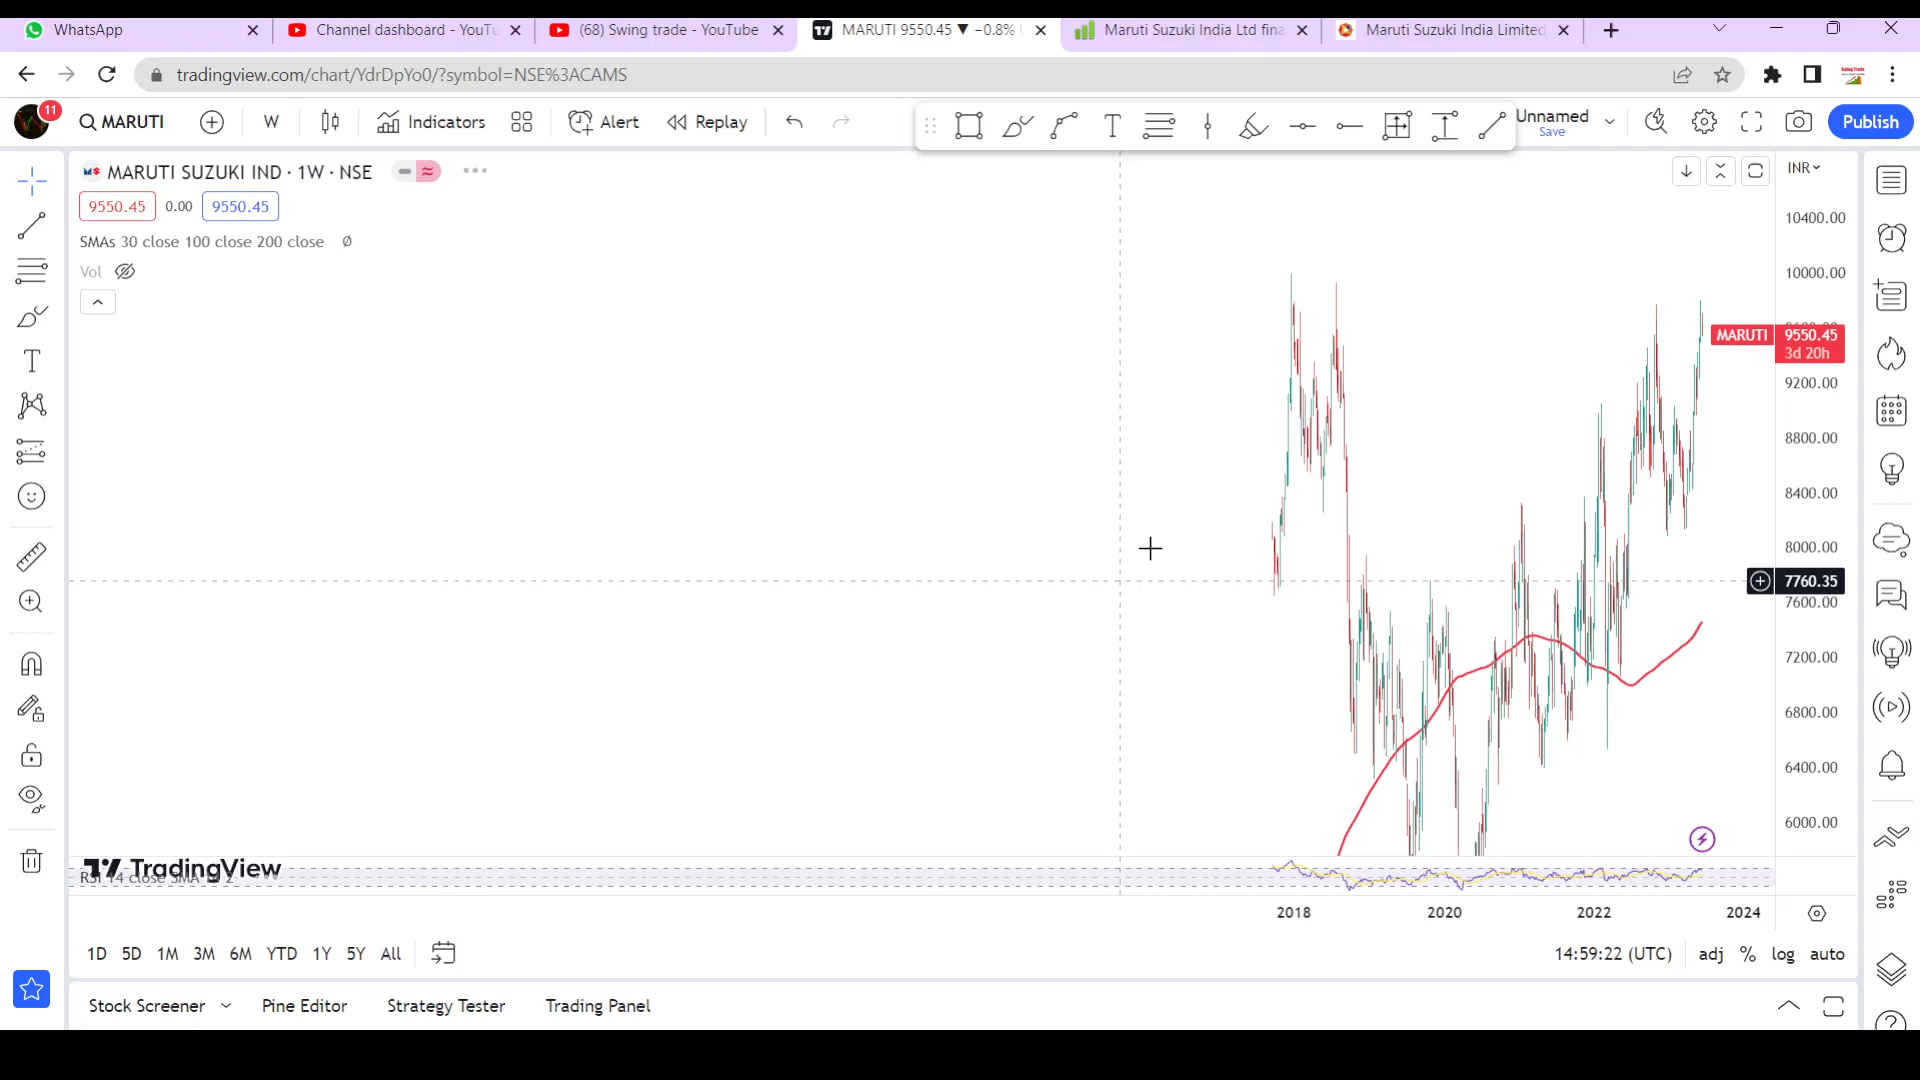 WhatsApp
Channel dashboard - YouTu
(68) Swing trade - YouTube
MARUTI 9550.45 ▼ −0.8%
Maruti Suzuki India Ltd fina
Maruti Suzuki India Limited
tradingview.com/chart/YdrDpYo0/?symbol=NSE%3ACAMS
11
MARUTI
W
Indicators
Alert
Replay
Unnamed
Save
Publish
MARUTI SUZUKI IND · 1W · NSE
INR
9550.45
0.00
9550.45
SMAs 30 close 100 close 200 close
Vol
10400.00
10000.00
MARUTI 9550.45
3d 20h
9200.00
8800.00
8400.00
8000.00
7760.35
7600.00
7200.00
6800.00
6400.00
6000.00
TradingView
RSI 14 close SMA
2018
2020
2022
2024
1D 5D 1M 3M 6M YTD 1Y 5Y All
14:59:22 (UTC)
adj % log auto
Stock Screener
Pine Editor
Strategy Tester
Trading Panel